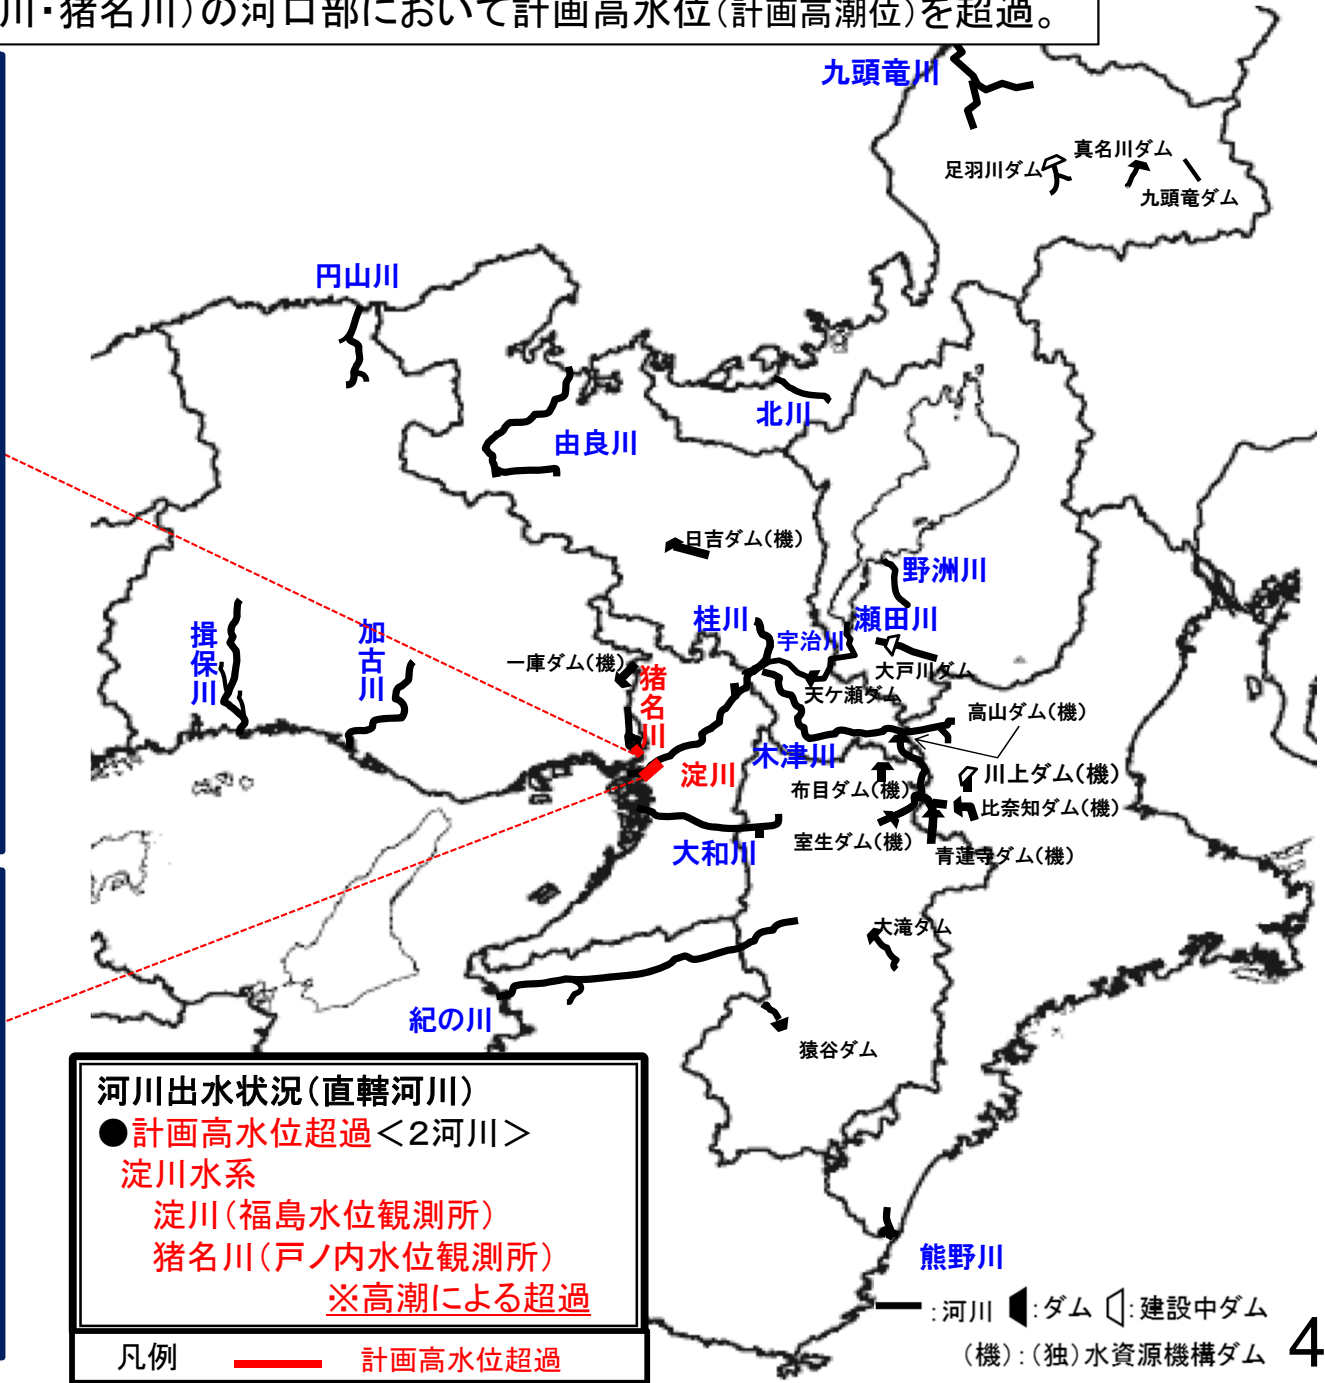 川・猪名川）の河口部において計画高水位（計画高潮位）を超過。
九頭竜川
足羽川ダム
真名川ダム
九頭竜ダム
円山川
北川
由良川
日吉ダム（機）
野洲川
桂川
宇治川
瀬田川
大戸川ダム
天ケ瀬ダム
揖保川
加古川
一庫ダム（機）
猪名川
高山ダム（機）
淀川
木津川
川上ダム（機）
布目ダム（機）
比奈知ダム（機）
大和川
室生ダム（機）
青蓮寺ダム（機）
大滝ダム
紀の川
猿谷ダム
河川出水状況（直轄河川）
●計画高水位超過＜２河川＞
淀川水系
淀川（福島水位観測所）
猪名川（戸ノ内水位観測所）
※高潮による超過
凡例 計画高水位超過
熊野川
：河川 ：ダム ：建設中ダム
（機）：（独）水資源機構ダム
4